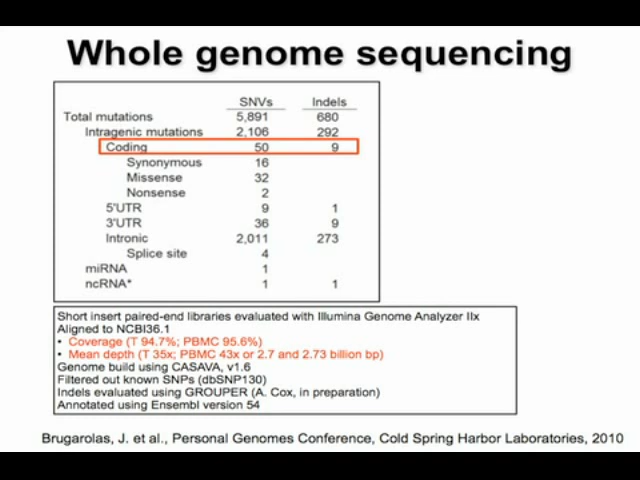 Whole genome sequencing
SNVs Indels
Total mutations 5,891 680
Intragenic mutations 2,106 292
Coding 50 9
Synonymous 16
Missense 32
Nonsense 2
5'UTR 9 1
3'UTR 36 9
Intronic 2,011 273
Splice site 4
miRNA 1
ncRNA* 1 1
Short insert paired-end libraries evaluated with Illumina Genome Analyzer IIx
Aligned to NCBI36.1
• Coverage (T 94.7%; PBMC 95.6%)
• Mean depth (T 35x; PBMC 43x or 2.7 and 2.73 billion bp)
Genome build using CASAVA, v1.6
Filtered out known SNPs (dbSNP130)
Indels evaluated using GROUPER (A. Cox, in preparation)
Annotated using Ensembl version 54
Brugarolas, J. et al., Personal Genomes Conference, Cold Spring Harbor Laboratories, 2010